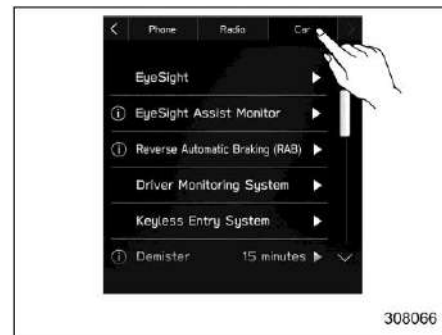 Phone Radio Car
EyeSight
EyeSight Assist Monitor
Reverse Automatic Braking (RAB)
Driver Monitoring System
Keyless Entry System
Demister 15 minutes
308066